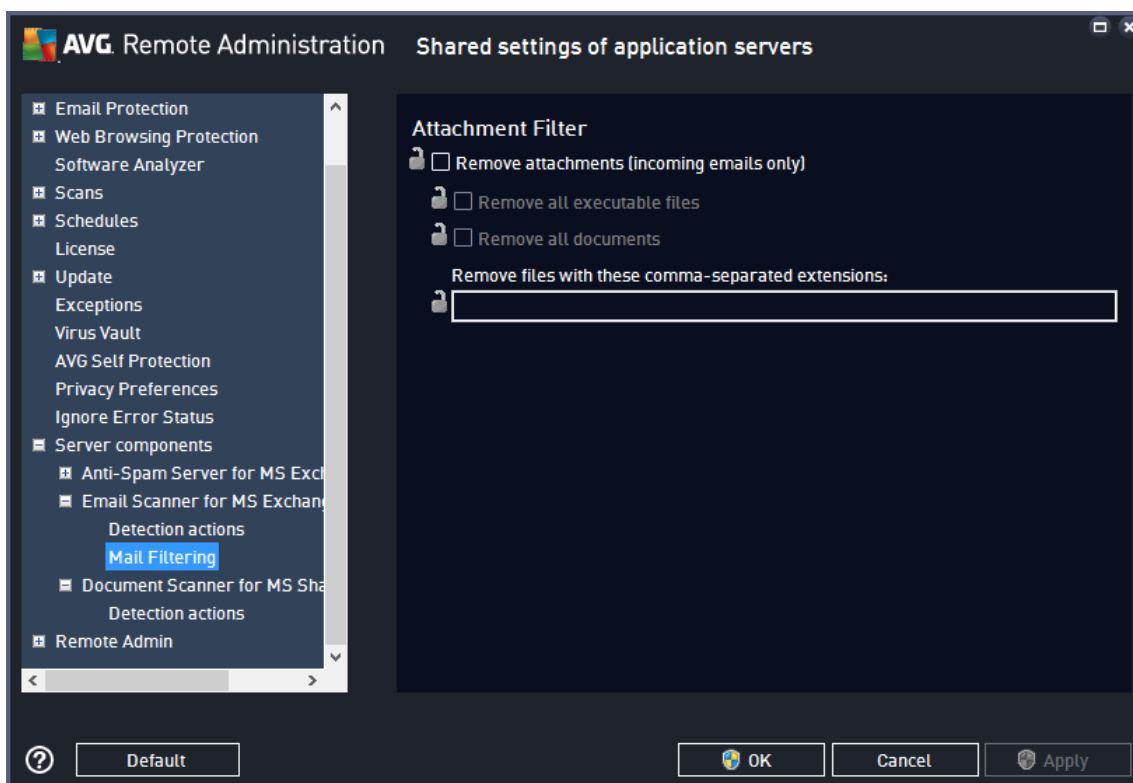 AVG. Remote Administration
Shared settings of application servers
Email Protection
Web Browsing Protection
Software Analyzer
Scans
Schedules
License
Update
Exceptions
Virus Vault
AVG Self Protection
Privacy Preferences
Ignore Error Status
Server components
Anti-Spam Server for MS Exch
Email Scanner for MS Exchan
Detection actions
Mail Filtering
Document Scanner for MS Sha
Detection actions
Remote Admin
Attachment Filter
Remove attachments (incoming emails only)
Remove all executable files
Remove all documents
Remove files with these comma-separated extensions:
? Default
OK
Cancel
Apply